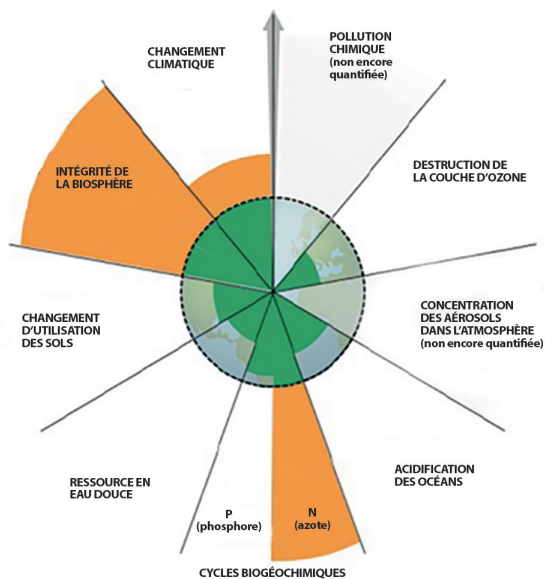 CHANGEMENT
CLIMATIQUE
POLLUTION
CHIMIQUE
(non encore
quantifiée)
INTÉGRITÉ DE
LA BIOSPHÈRE
DESTRUCTION DE
LA COUCHE D'OZONE
CHANGEMENT
D'UTILISATION
DES SOLS
CONCENTRATION
DES AÉROSOLS
DANS L'ATMOSPHÈRE
(non encore quantifiée)
RESSOURCE EN
EAU DOUCE
P
(phosphore)
N
(azote)
ACIDIFICATION
DES OCÉANS
CYCLES BIOGÉOCHIMIQUES